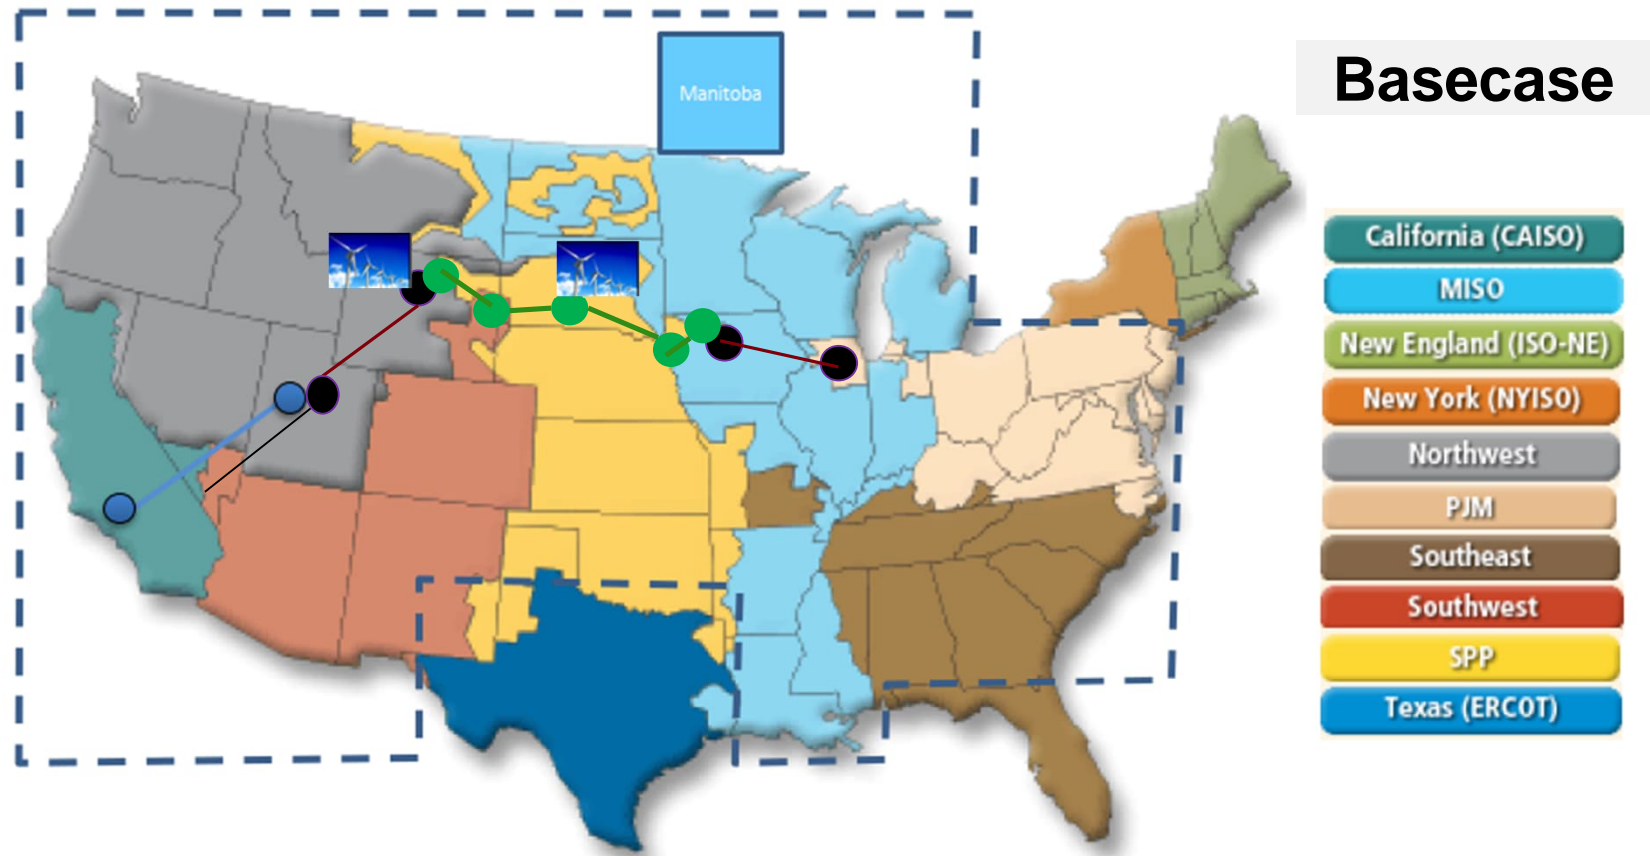 Manitoba
Basecase
California (CAISO)
MISO
New England (ISO-NE)
New York (NYISO)
Northwest
PJM
Southeast
Southwest
SPP
Texas (ERCOT)